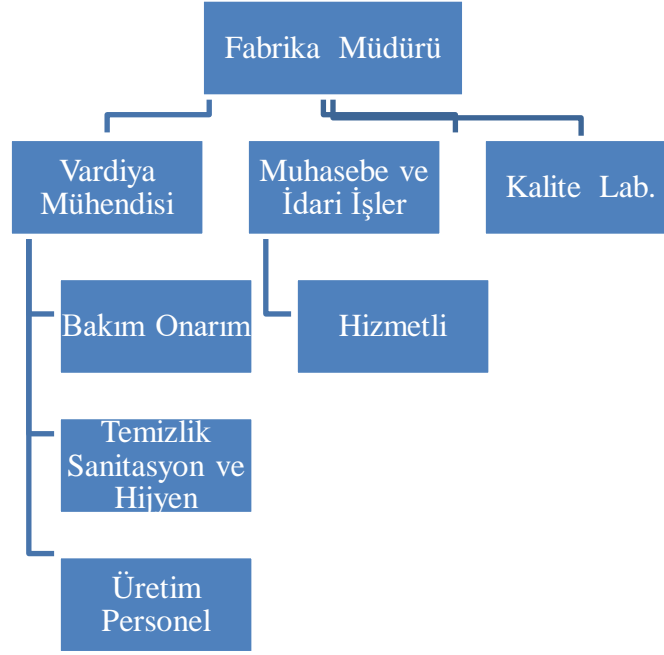 Fabrika Müdürü
Vardiya
Mühendisi
Muhasebe ve
İdari İşler
Kalite Lab.
Bakım Onarım
Hizmetli
Temizlik
Sanitasyon ve
Hijyen
Üretim
Personel